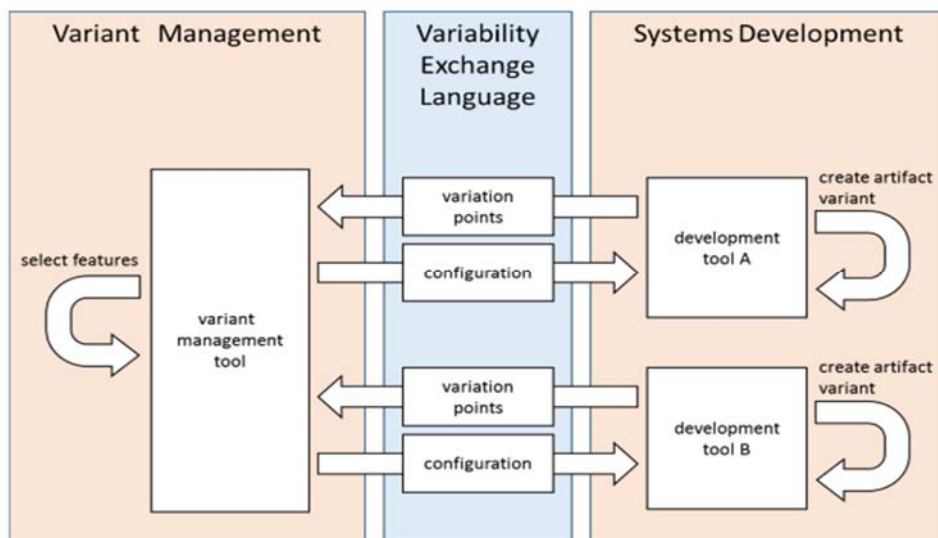 Variant Management
Variability
Exchange
Language
Systems Development
variation
points
create artifact
variant
development
tool A
select features
configuration
variant
management
tool
variation
points
create artifact
variant
development
tool B
configuration